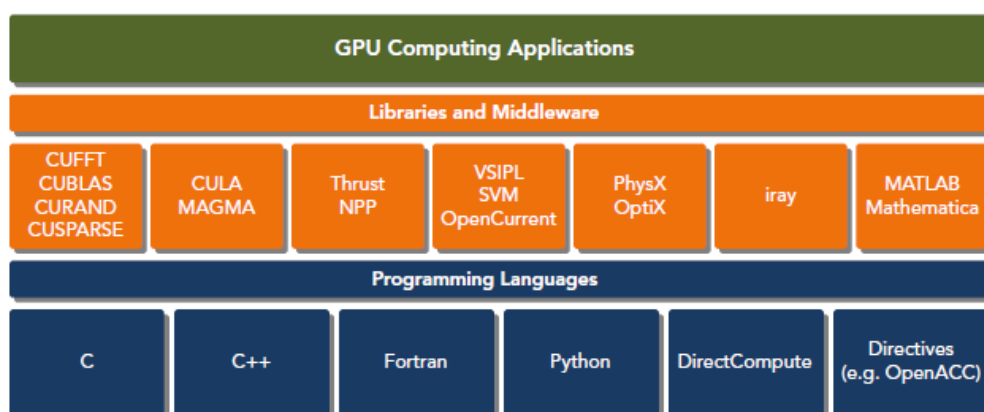 GPU Computing Applications
Libraries and Middleware
CUFFT
CUBLAS
CURAND
CUSPARSE
CULA
MAGMA
Thrust
NPP
VSIPL
SVM
OpenCurrent
PhysX
OptiX
iray
MATLAB
Mathematica
Programming Languages
C
C++
Fortran
Python
DirectCompute
Directives
(e.g. OpenACC)